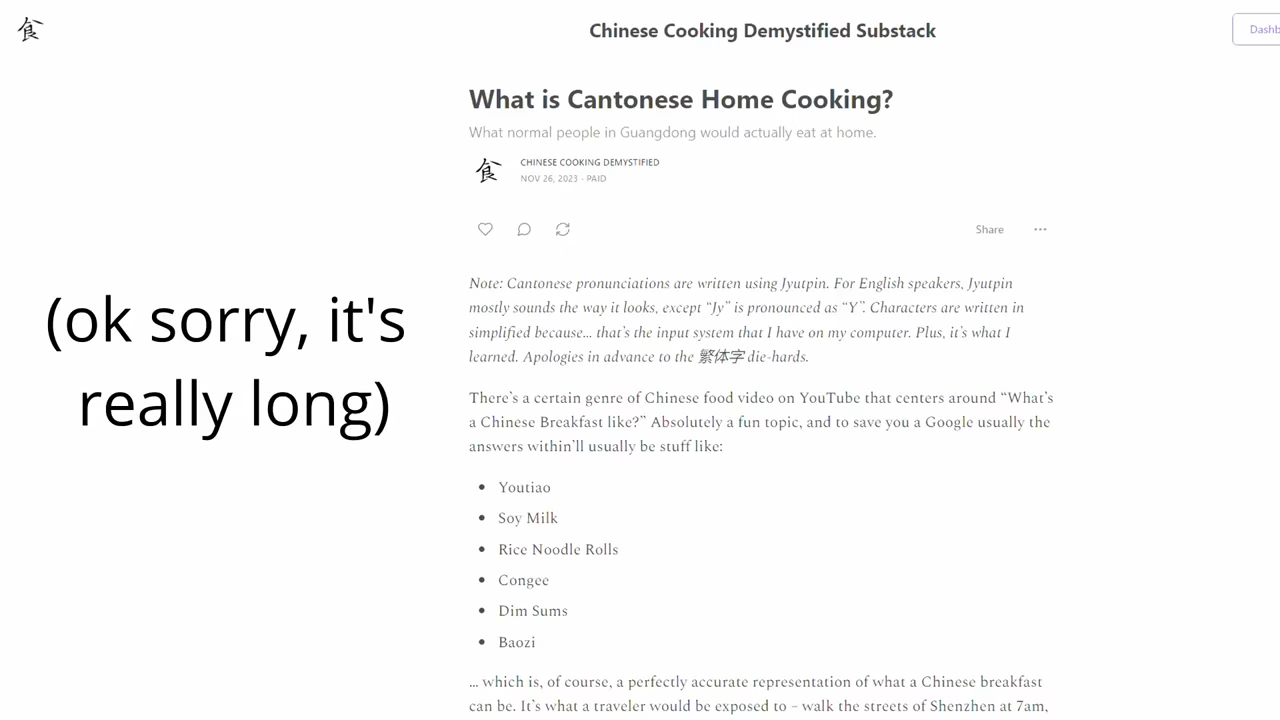 食
Chinese Cooking Demystified Substack
Dashb
What is Cantonese Home Cooking?
What normal people in Guangdong would actually eat at home.
食
CHINESE COOKING DEMYSTIFIED
NOV 26, 2023 · PAID
Share
(ok sorry, it's
really long)
Note: Cantonese pronunciations are written using Jyutpin. For English speakers, Jyutpin
mostly sounds the way it looks, except “Jy” is pronounced as “Y”. Characters are written in
simplified because... that’s the input system that I have on my computer. Plus, it’s what I
learned. Apologies in advance to the 繁体字 die-hards.
There’s a certain genre of Chinese food video on YouTube that centers around “What’s
a Chinese Breakfast like?” Absolutely a fun topic, and to save you a Google usually the
answers within’ll usually be stuff like:
• Youtiao
• Soy Milk
• Rice Noodle Rolls
• Congee
• Dim Sums
• Baozi
... which is, of course, a perfectly accurate representation of what a Chinese breakfast
can be. It’s what a traveler would be exposed to – walk the streets of Shenzhen at 7am,